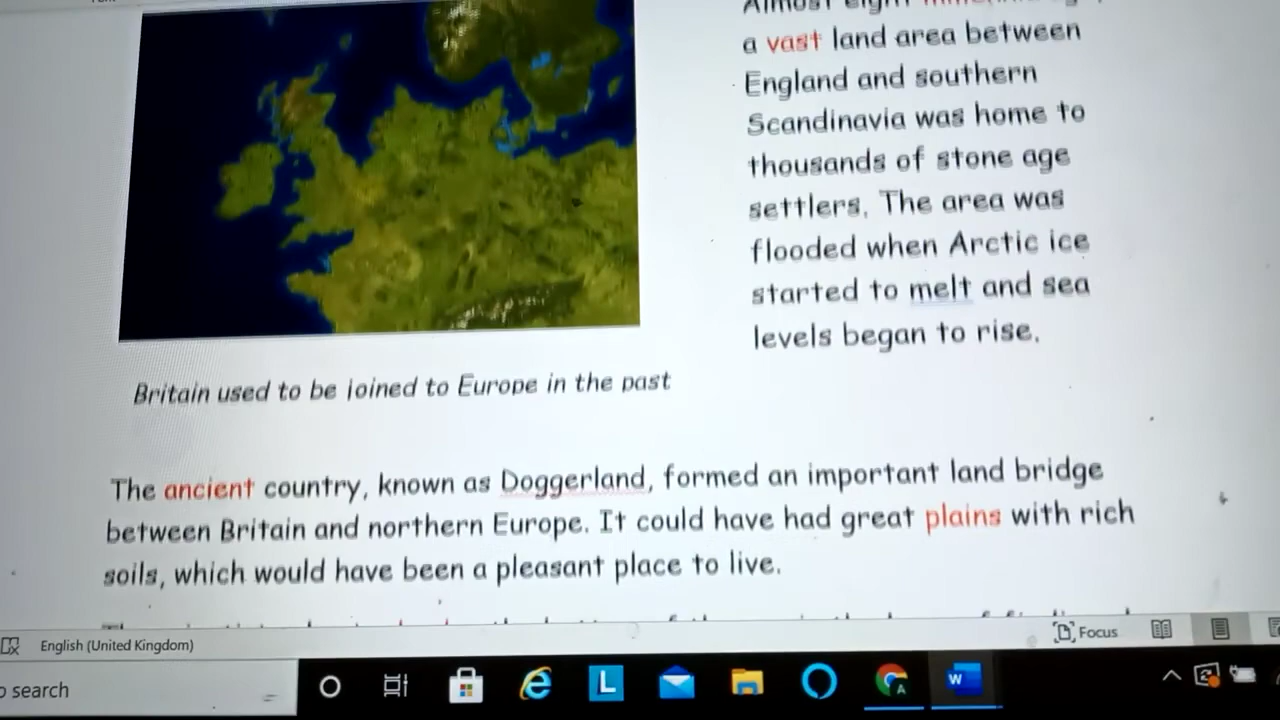 a vast land area between
England and southern
Scandinavia was home to
thousands of stone age
settlers. The area was
flooded when Arctic ice
started to melt and sea
levels began to rise.
Britain used to be joined to Europe in the past
The ancient country, known as Doggerland, formed an important land bridge
between Britain and northern Europe. It could have had great plains with rich
soils, which would have been a pleasant place to live.
English (United Kingdom)
Focus
search
L
A
W